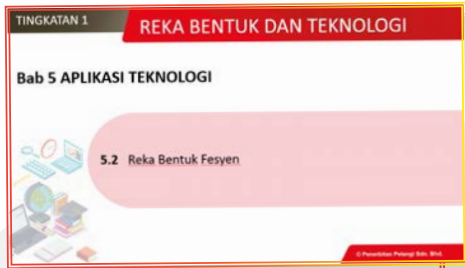 TINGKATAN 1
REKA BENTUK DAN TEKNOLOGI
Bab 5 APLIKASI TEKNOLOGI
5.2 Reka Bentuk Fesyen
© Penerbitan Pelangi Sdn. Bhd.